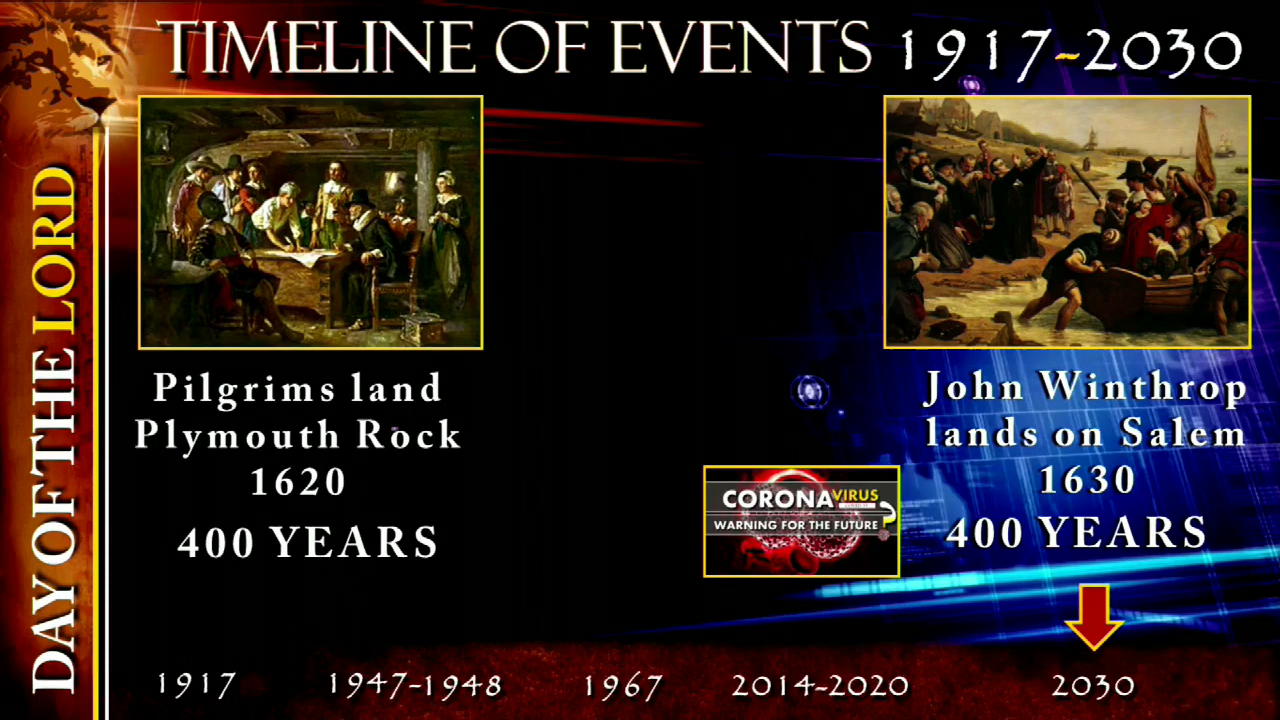 TIMELINE OF EVENTS 1917-2030
DAY OF THE LORD
Pilgrims land
Plymouth Rock
1620
400 YEARS
CORONAVIRUS
WARNING FOR THE FUTURE ?
John Winthrop
lands on Salem
1630
400 YEARS
1917 1947-1948 1967 2014-2020 2030